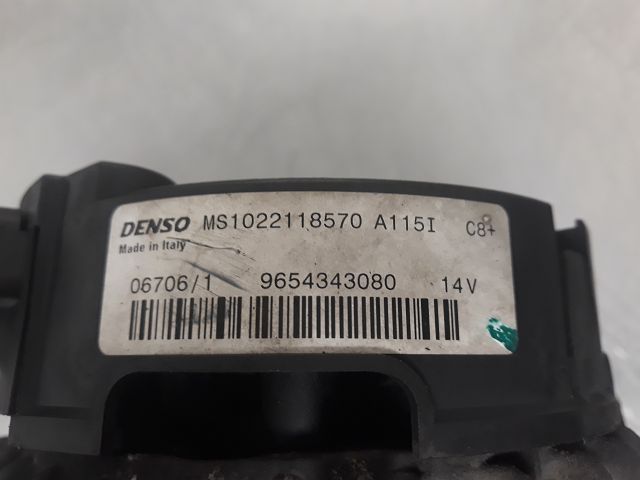 DENSO MS1022118570 A115I C8+
Made in Italy
06706/1 9654343080 14V